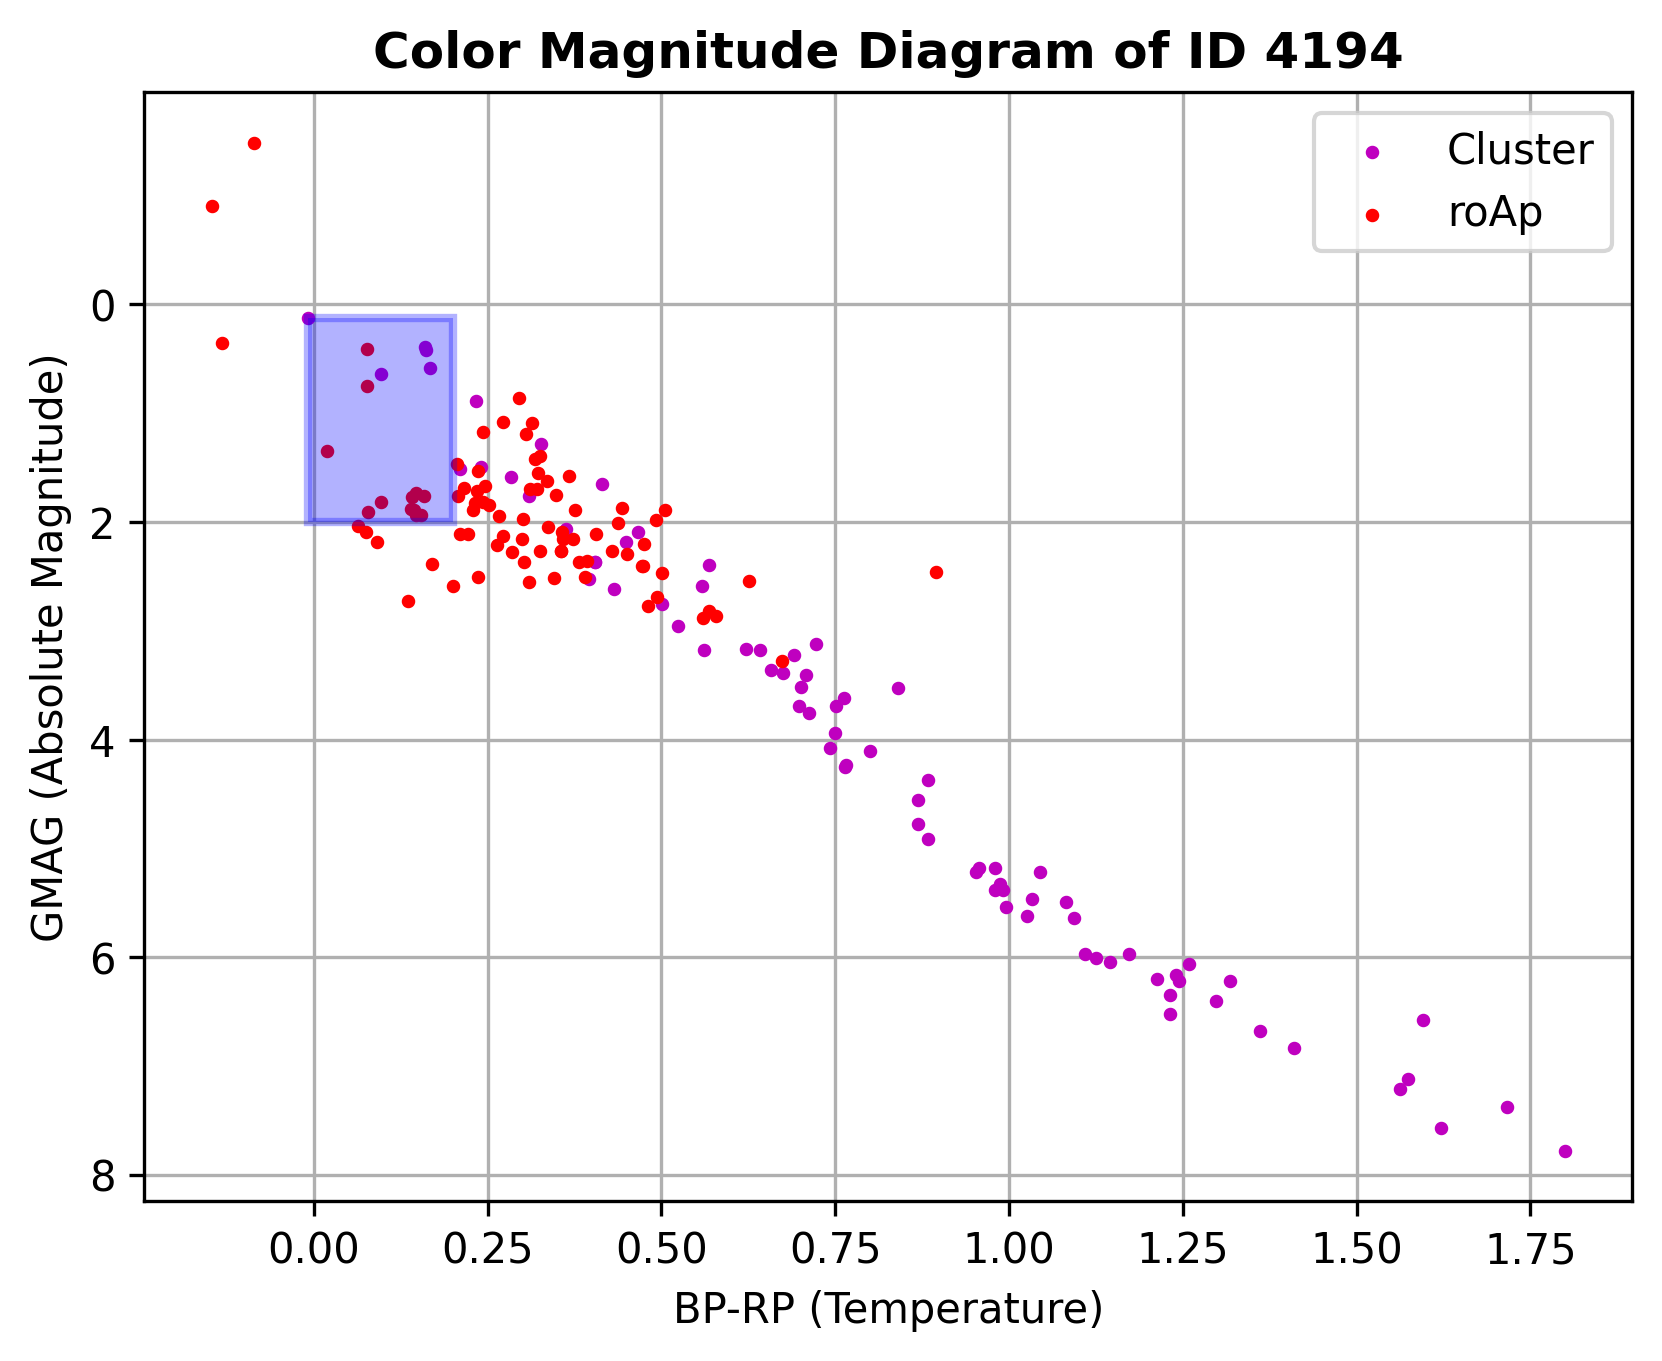 Color Magnitude Diagram of ID 4194
Cluster
roAp
GMAG (Absolute Magnitude)
0
2
4
6
8
0.00 0.25 0.50 0.75 1.00 1.25 1.50 1.75
BP-RP (Temperature)